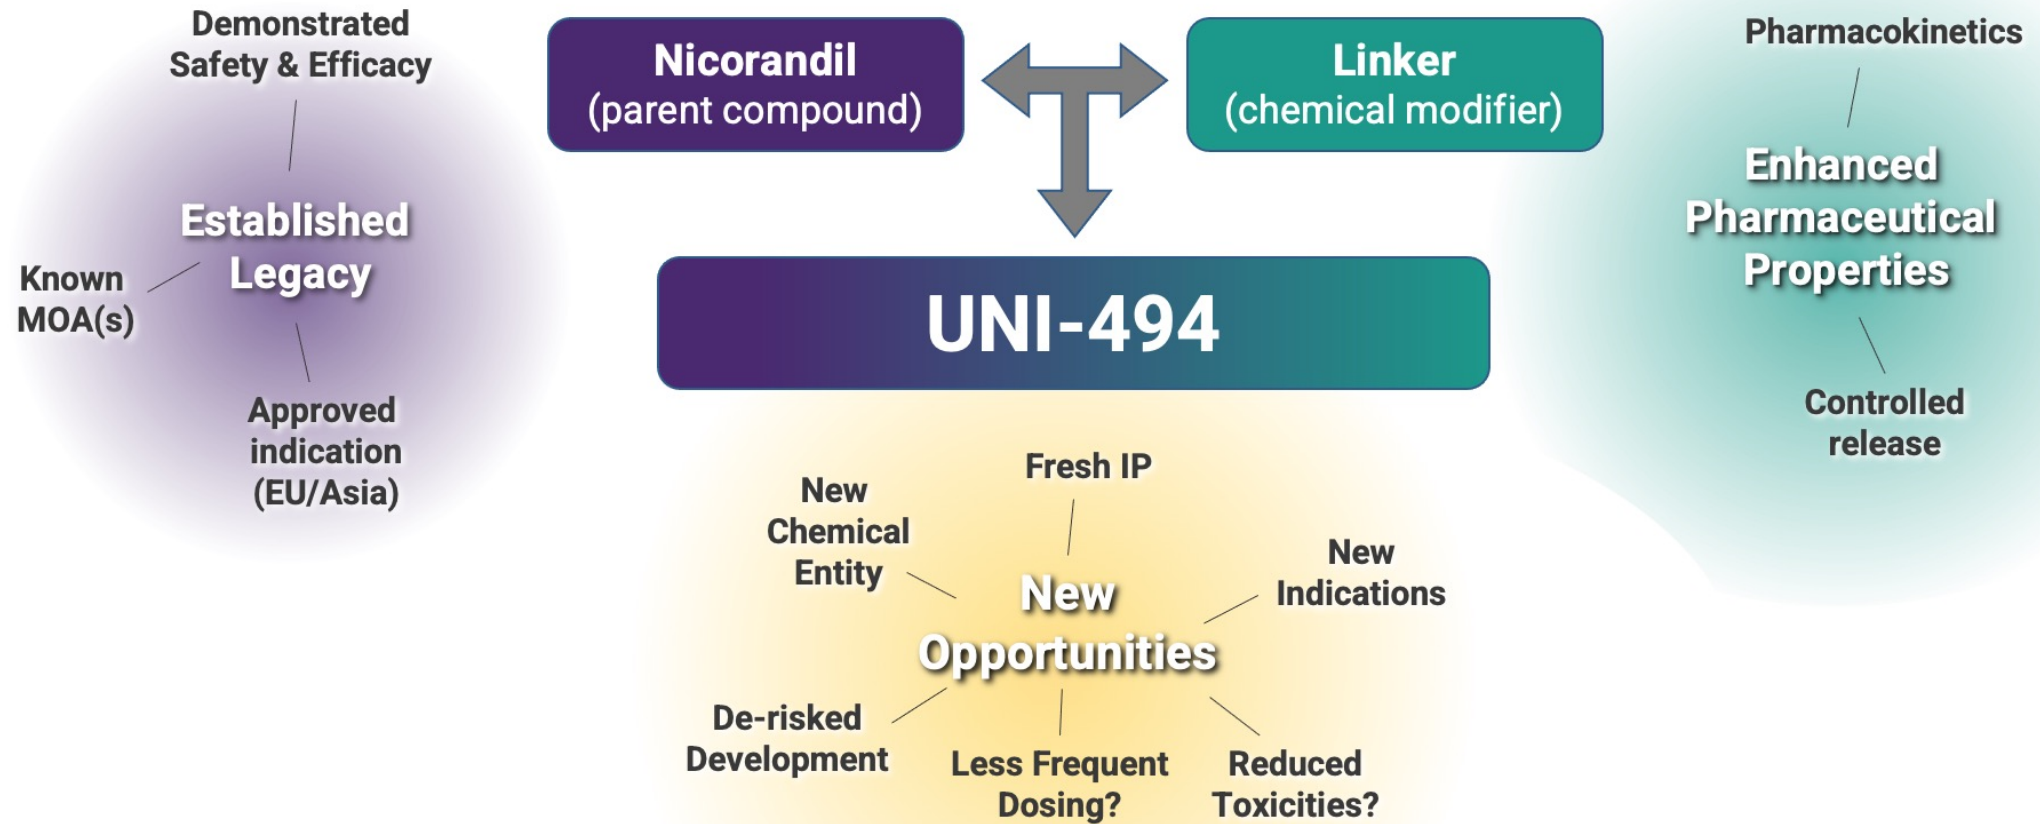 Demonstrated
Safety & Efficacy
Established
Legacy
Known
MOA(s)
Approved
indication
(EU/Asia)
Nicorandil
(parent compound)
Linker
(chemical modifier)
UNI-494
Pharmacokinetics
Enhanced
Pharmaceutical
Properties
Controlled
release
Fresh IP
New
Chemical
Entity
New
Indications
New
Opportunities
De-risked
Development
Less Frequent
Dosing?
Reduced
Toxicities?